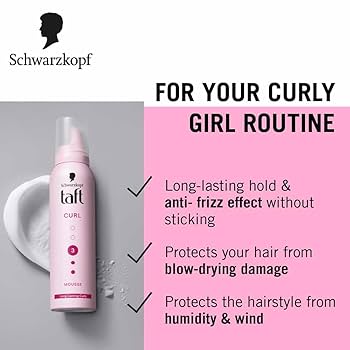 Schwarzkopf
FOR YOUR CURLY
GIRL ROUTINE
Long-lasting hold &
anti- frizz effect without
sticking
Protects your hair from
blow-drying damage
Protects the hairstyle from
humidity & wind
Schwarzkopf
taft
CURL
3
MOUSSE